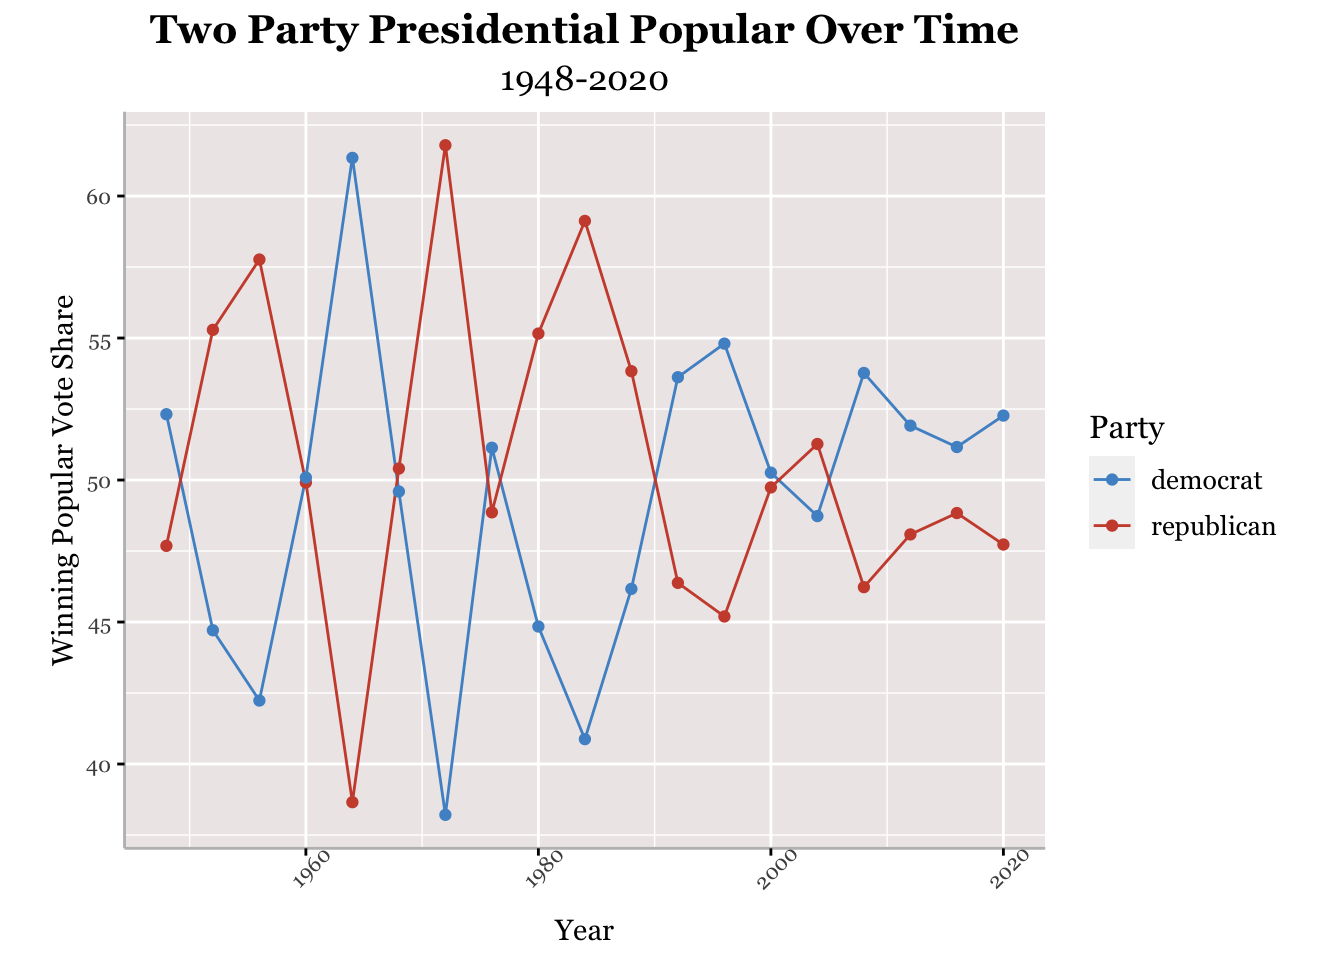 Two Party Presidential Popular Over Time
1948-2020
Winning Popular Vote Share
60
55
50
45
40
1960
1980
2000
2020
Year
Party
democrat
republican